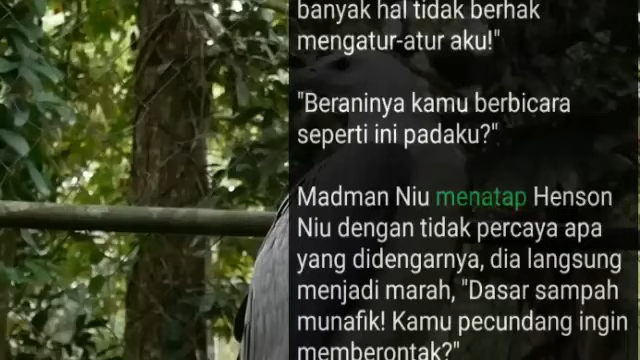 banyak hal tidak berhak
mengatur-atur aku!"
"Beraninya kamu berbicara
seperti ini padaku?"
Madman Niu menatap Henson
Niu dengan tidak percaya apa
yang didengarnya, dia langsung
menjadi marah, "Dasar sampah
munafik! Kamu pecundang ingin
memberontak?"